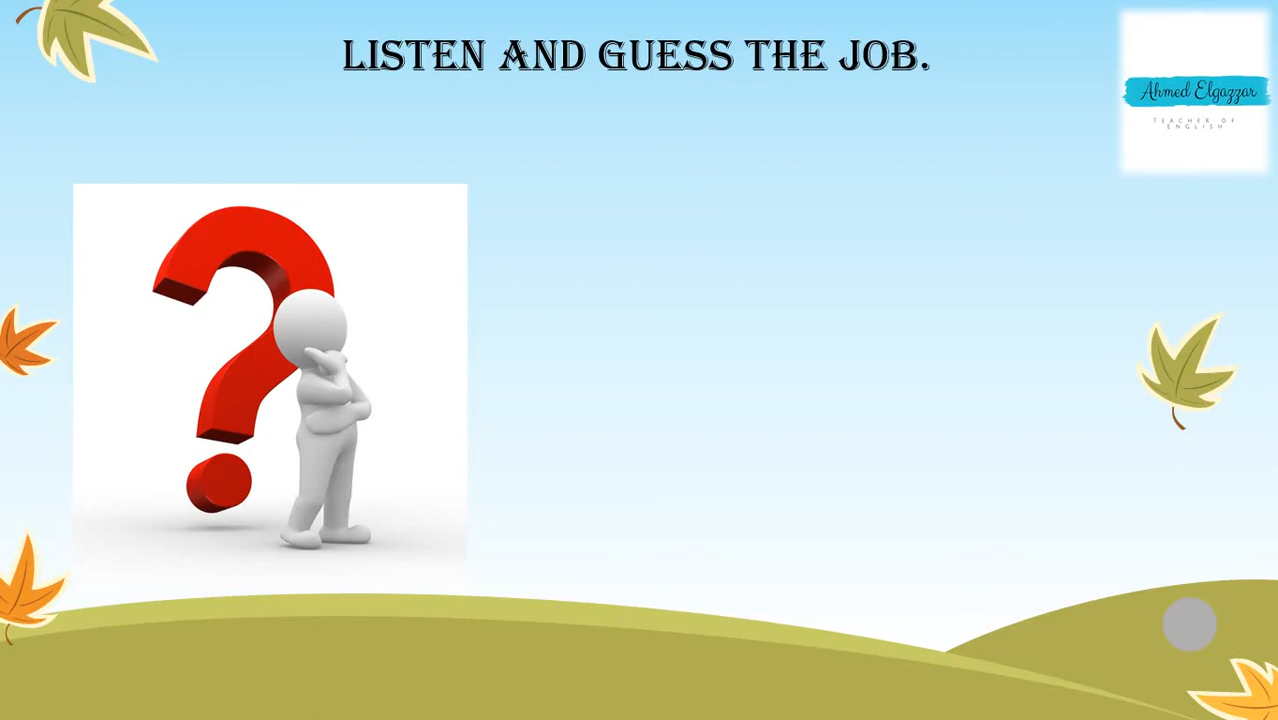 LISTEN AND GUESS THE JOB.
Ahmed Elgazzar
TEACHER OF
ENGLISH